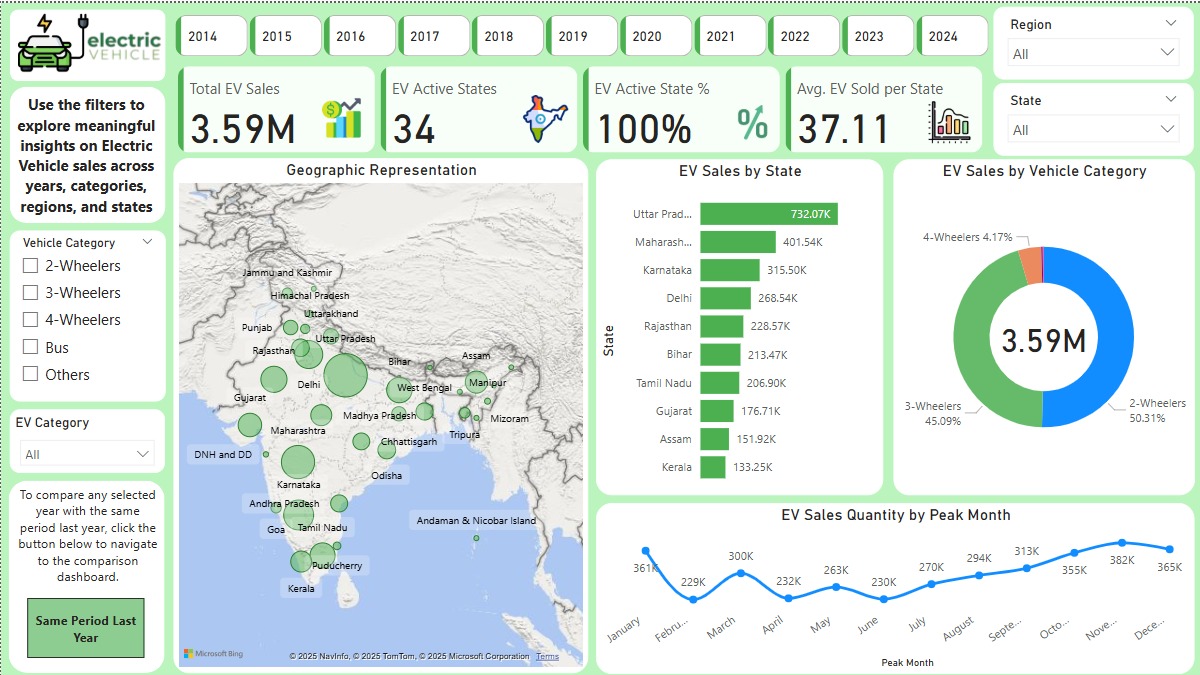 electric
VEHICLE
2014
2015
2016
2017
2018
2019
2020
2021
2022
2023
2024
Region
All
State
All
Total EV Sales
3.59M
EV Active States
34
EV Active State %
100%
%
Avg. EV Sold per State
37.11
Use the filters to
explore meaningful
insights on Electric
Vehicle sales across
years, categories,
regions, and states
Vehicle Category
2-Wheelers
3-Wheelers
4-Wheelers
Bus
Others
EV Category
All
To compare any selected
year with the same
period last year, click the
button below to navigate
to the comparison
dashboard.
Same Period Last
Year
Geographic Representation
Jammu and Kashmir
Himachal Pradesh
Uttarakhand
Punjab
Uttar Pradesh
Rajasthan
Bihar
Assam
Delhi
West Bengal
Manipur
Gujarat
Madhya Pradesh
Mizoram
Maharashtra
Tripura
Chhattisgarh
DNH and DD
Odisha
Karnataka
Andhra Pradesh
Andaman & Nicobar Island
Goa
Tamil Nadu
Puducherry
Kerala
Microsoft Bing
© 2025 NavInfo, © 2025 TomTom, © 2025 Microsoft Corporation Terms
EV Sales by State
State
Uttar Prad... 732.07K
Maharash... 401.54K
Karnataka 315.50K
Delhi 268.54K
Rajasthan 228.57K
Bihar 213.47K
Tamil Nadu 206.90K
Gujarat 176.71K
Assam 151.92K
Kerala 133.25K
EV Sales by Vehicle Category
4-Wheelers 4.17%
3.59M
3-Wheelers
45.09%
2-Wheelers
50.31%
EV Sales Quantity by Peak Month
361K
229K
300K
232K
263K
230K
270K
294K
313K
355K
382K
365K
January
Febru...
March
April
May
June
July
August
Septe...
Octo...
Nove...
Dece...
Peak Month